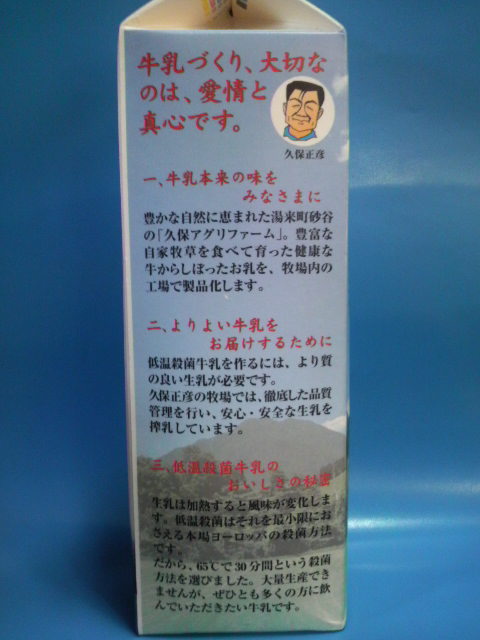 牛乳づくり、大切な
のは、愛情と
真心です。
久保正彦
一、牛乳本来の味を
みなさまに
豊かな自然に恵まれた湯来町砂谷
の「久保アグリファーム」。豊富な
自家牧草を食べて育った健康な
牛からしぼったお乳を、牧場内の
工場で製品化します。
二、よりよい牛乳を
お届けするために
低温殺菌牛乳を作るには、より質
の良い生乳が必要です。
久保正彦の牧場では、徹底した品質
管理を行い、安心・安全な生乳を
搾乳しています。
三、低温殺菌牛乳の
おいしさの秘密
生乳は加熱すると風味が変化しま
す。低温殺菌はそれを最小限にお
さえる本場ヨーロッパの殺菌方法
です。
だから、65℃で30分間という殺菌
方法を選びました。大量生産でき
ませんが、ぜひとも多くの方に飲
んでいただきたい牛乳です。